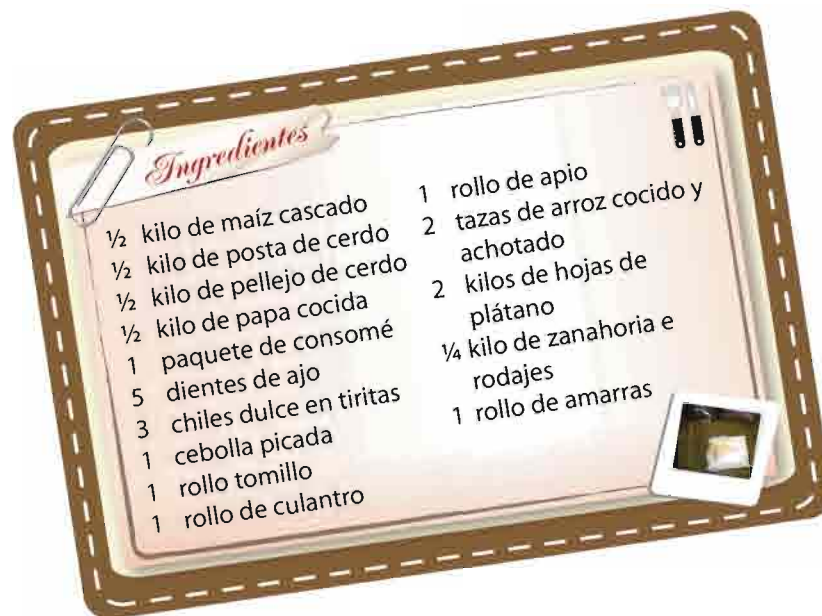 Ingredientes
½ kilo de maíz cascado
½ kilo de posta de cerdo
½ kilo de pellejo de cerdo
½ kilo de papa cocida
1 paquete de consomé
5 dientes de ajo
3 chiles dulce en tiritas
1 cebolla picada
1 rollo tomillo
1 rollo de culantro
1 rollo de apio
2 tazas de arroz cocido y
achotado
2 kilos de hojas de
plátano
¼ kilo de zanahoria e
rodajes
1 rollo de amarras